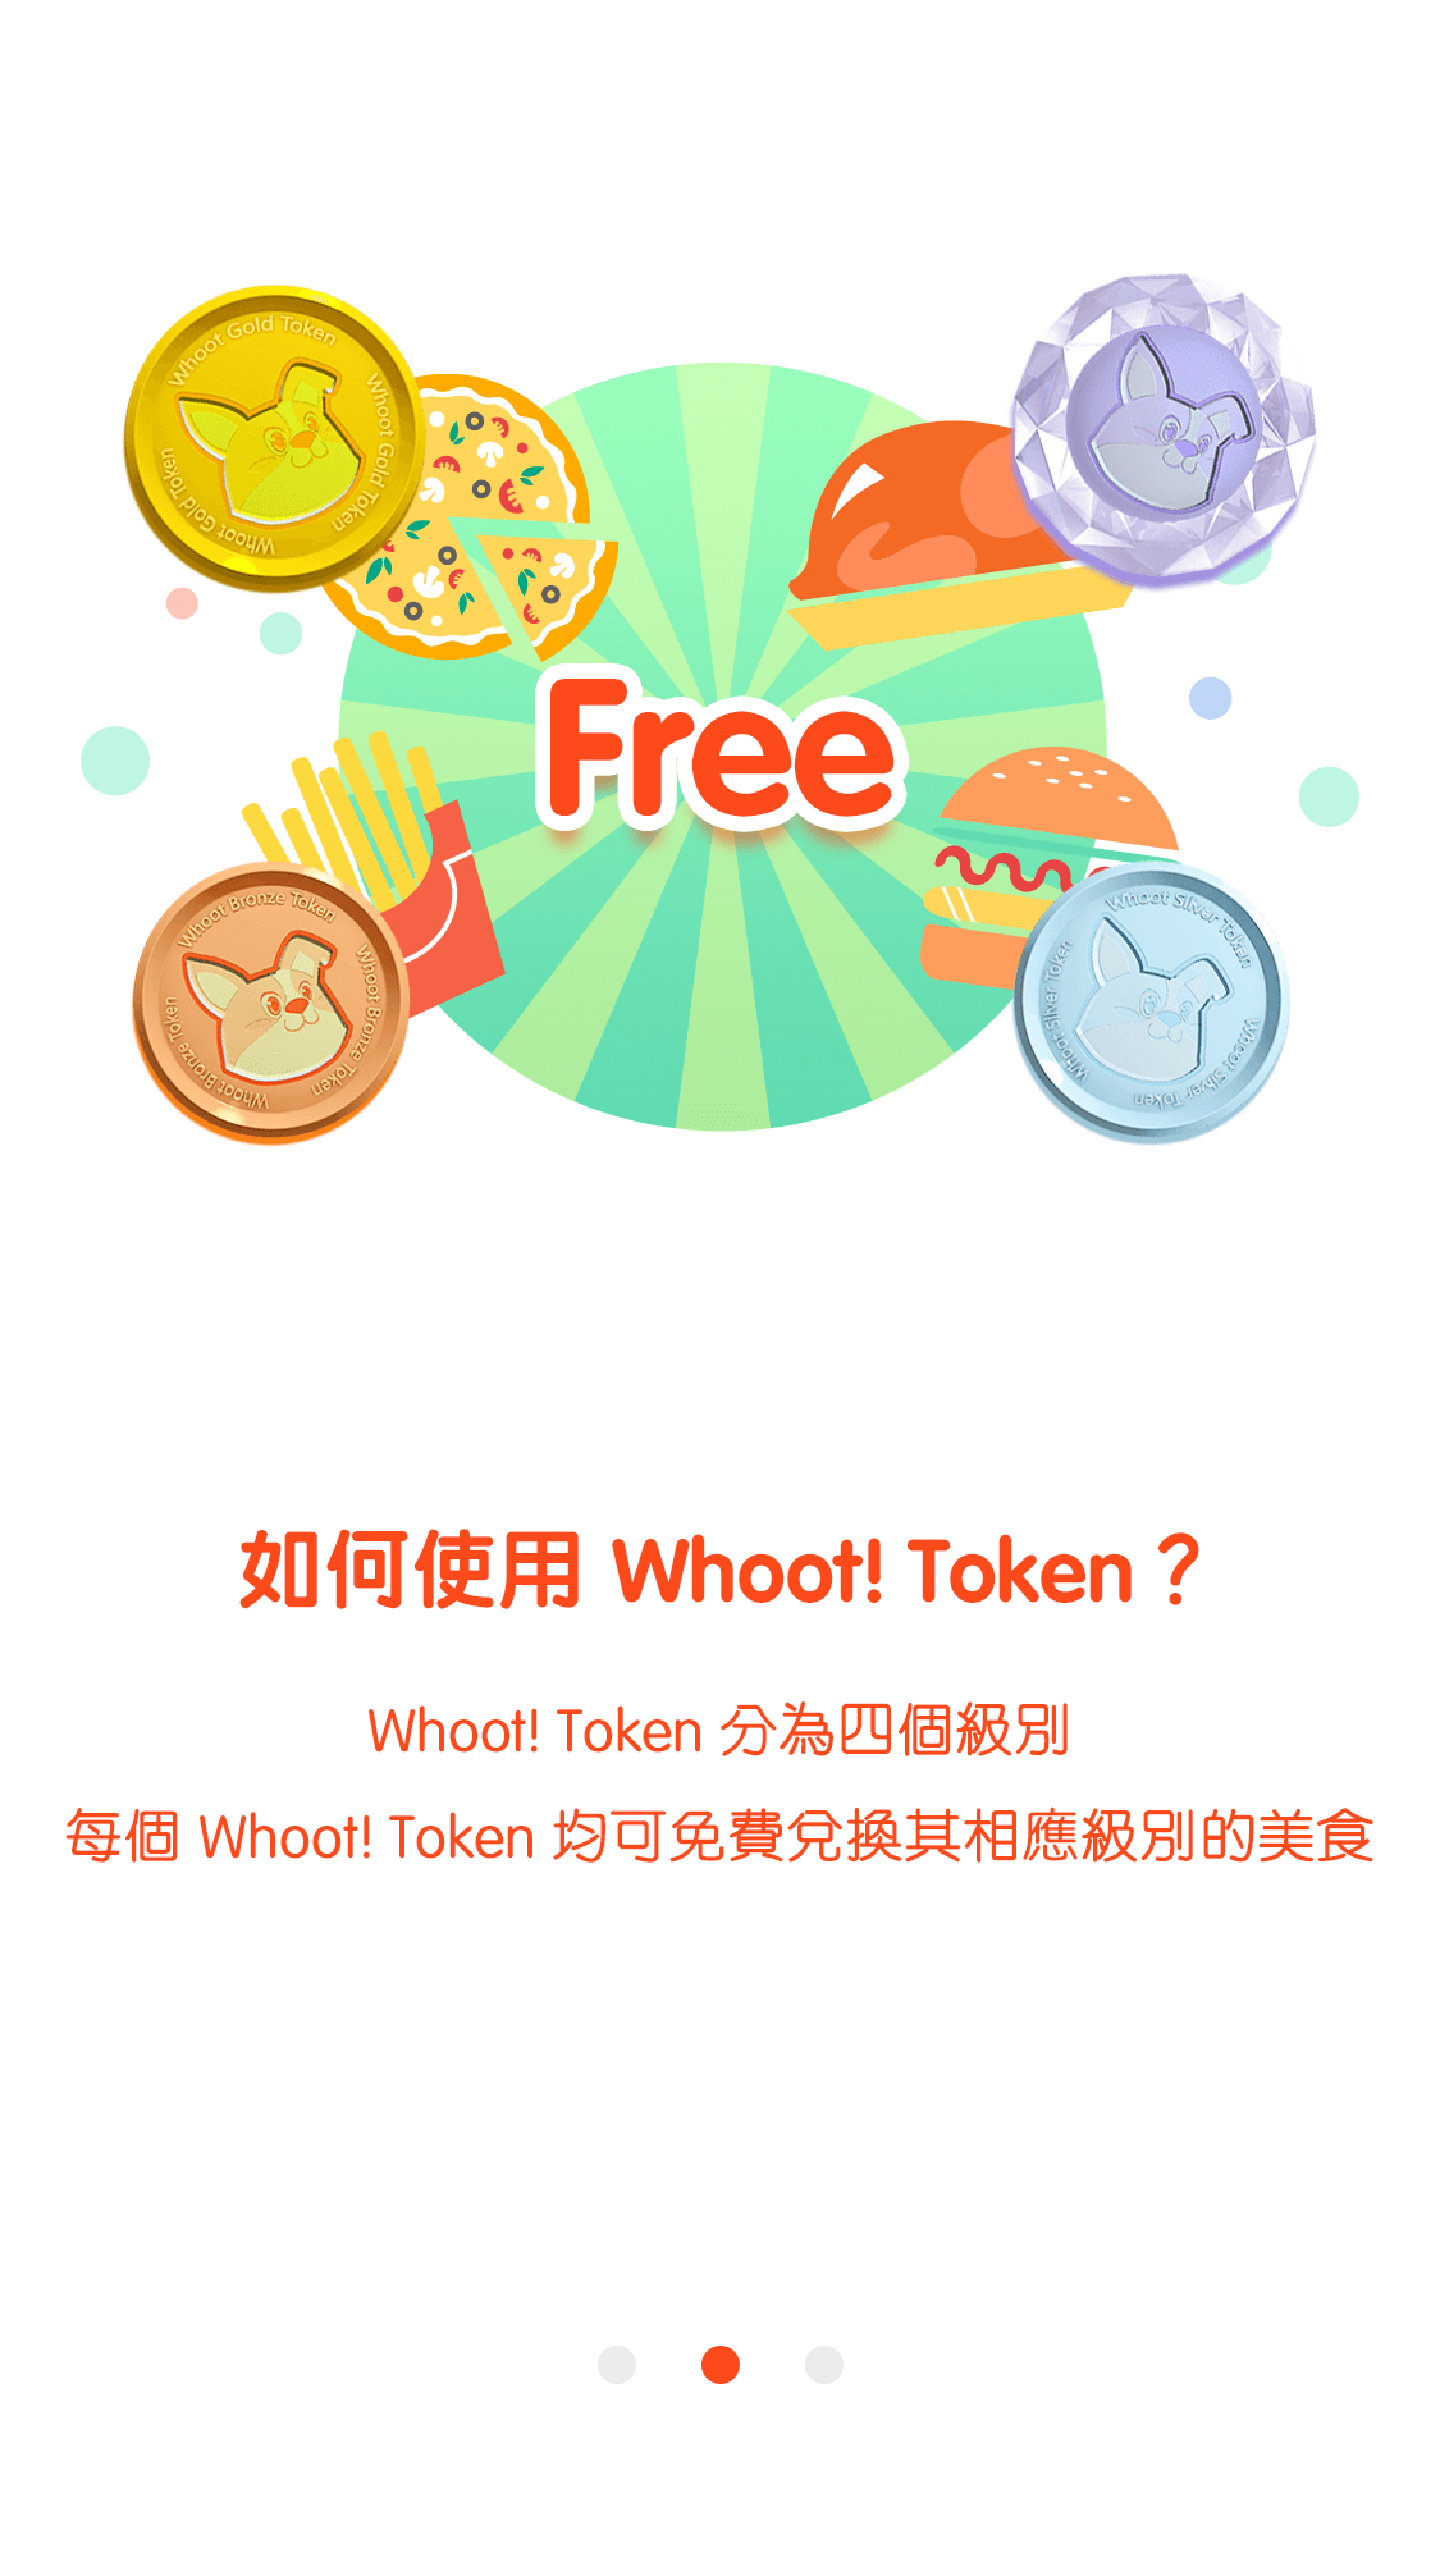 Whoot Gold Token Whoot Gold Token Whoot Gold Token
Free
Whoot Bronze Token Whoot Bronze Token Whoot Bronze Token
Whoot Silver Token Whoot Silver Token Whoot Silver Token
如何使用 Whoot! Token？
Whoot! Token 分為四個級別
每個 Whoot! Token 均可免費兌換其相應級別的美食